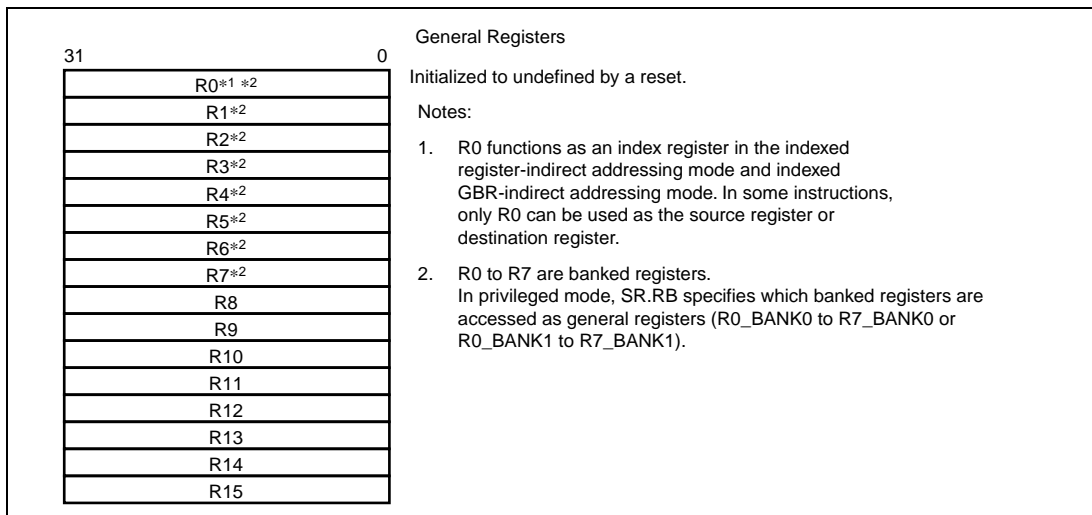 31 0
R0*1 *2
R1*2
R2*2
R3*2
R4*2
R5*2
R6*2
R7*2
R8
R9
R10
R11
R12
R13
R14
R15
General Registers
Initialized to undefined by a reset.
Notes:
1. R0 functions as an index register in the indexed
register-indirect addressing mode and indexed
GBR-indirect addressing mode. In some instructions,
only R0 can be used as the source register or
destination register.
2. R0 to R7 are banked registers.
In privileged mode, SR.RB specifies which banked registers are
accessed as general registers (R0_BANK0 to R7_BANK0 or
R0_BANK1 to R7_BANK1).